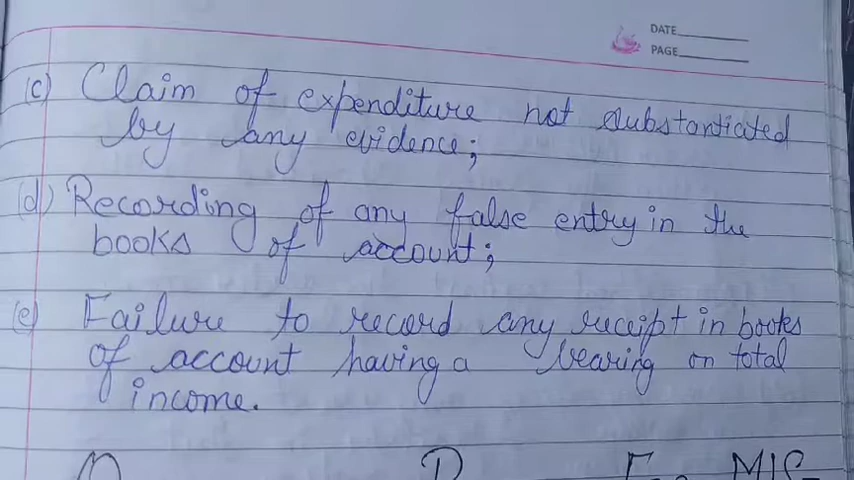 DATE
PAGE
(c) Claim of expenditure not substantiated
by any evidence;
(d) Recording of any false entry in the
books of account;
(e) Failure to record any receipt in books
of account having a bearing on total
income.